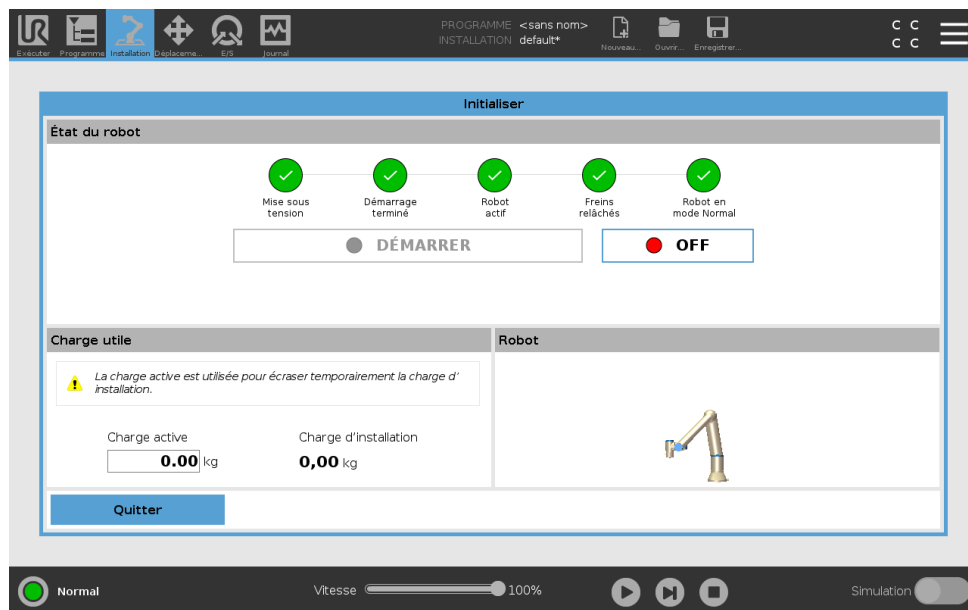 UR
PROGRAMME <sans nom>
INSTALLATION default*
Exécuter Programme Installation Déplaceme... E/S Journal
Nouveau... Ouvrir... Enregistrer...
C C
C C
Initialiser
État du robot
Mise sous
tension
Démarrage
terminé
Robot
actif
Freins
relâchés
Robot en
mode Normal
DÉMARRER
OFF
Charge utile
Robot
La charge active est utilisée pour écraser temporairement la charge d'
installation.
Charge active
Charge d'installation
0.00 kg
0,00 kg
Quitter
Normal
Vitesse
100%
Simulation